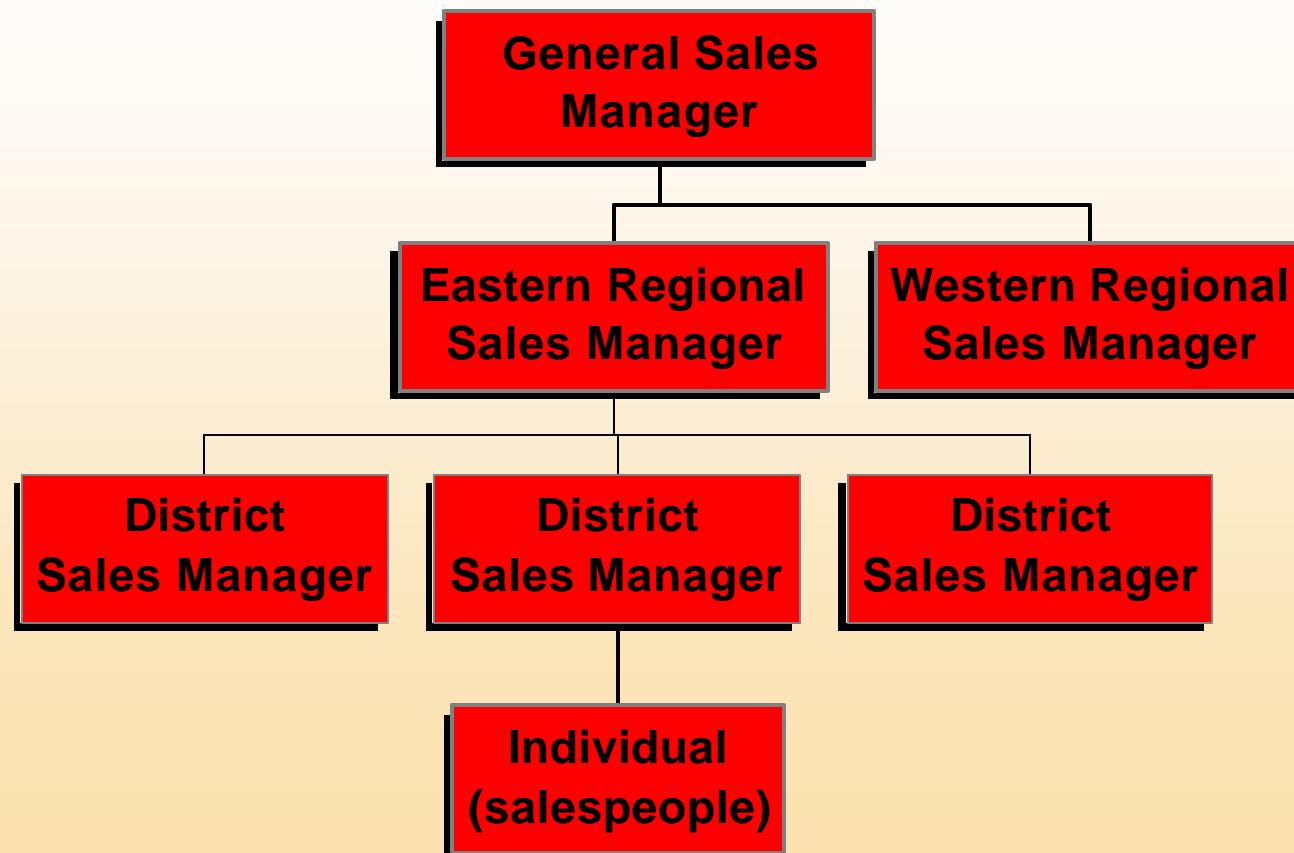 General Sales
Manager
Eastern Regional
Sales Manager
Western Regional
Sales Manager
District
Sales Manager
District
Sales Manager
District
Sales Manager
Individual
(salespeople)